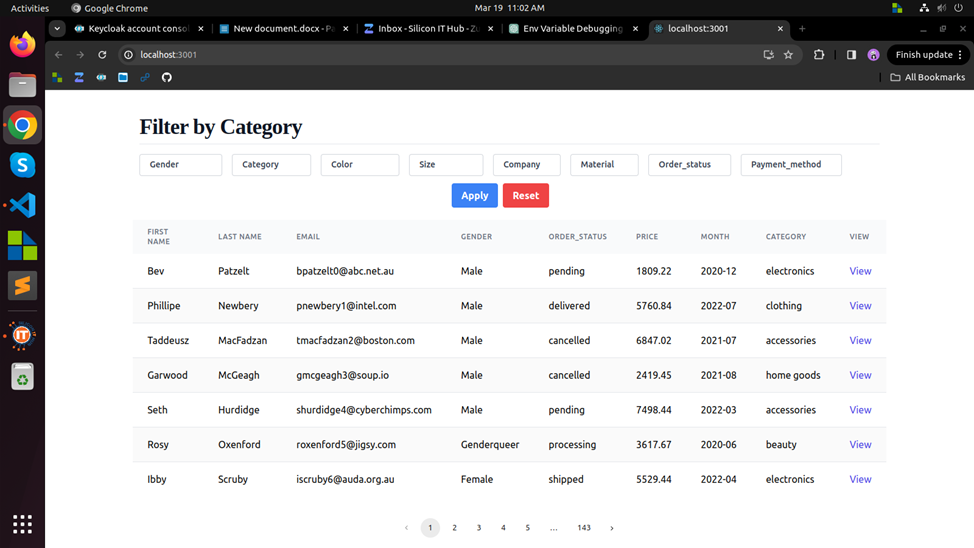 Activities Google Chrome Mar 19 11:02 AM
Keycloak account consol New document.docx - Pa Inbox - Silicon IT Hub - Zu Env Variable Debugging localhost:3001
localhost:3001 Finish update
All Bookmarks
Filter by Category
Gender Category Color Size Company Material Order_status Payment_method
Apply Reset
FIRST NAME LAST NAME EMAIL GENDER ORDER_STATUS PRICE MONTH CATEGORY VIEW
Bev Patzelt bpatzelt0@abc.net.au Male pending 1809.22 2020-12 electronics View
Phillipe Newbery pnewbery1@intel.com Male delivered 5760.84 2022-07 clothing View
Taddeusz MacFadzan tmacfadzan2@boston.com Male cancelled 6847.02 2021-07 accessories View
Garwood McGeagh gmcgeagh3@soup.io Male cancelled 2419.45 2021-08 home goods View
Seth Hurdidge shurdidge4@cyberchimps.com Male pending 7498.44 2022-03 accessories View
Rosy Oxenford roxenford5@jigsy.com Genderqueer processing 3617.67 2020-06 beauty View
Ibby Scruby iscruby6@auda.org.au Female shipped 5529.44 2022-04 electronics View
‹ 1 2 3 4 5 … 143 ›